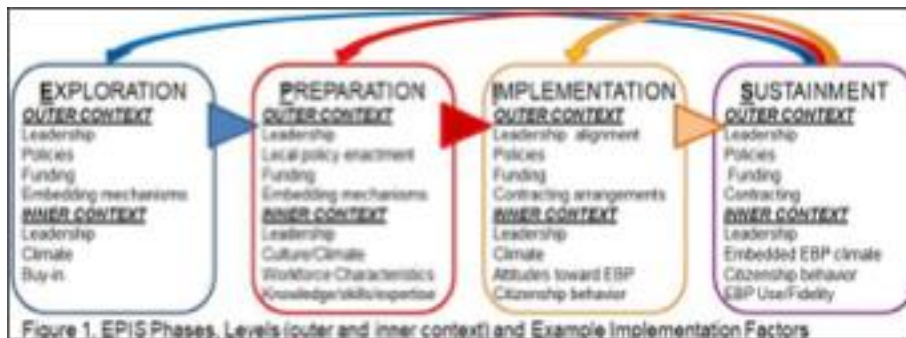 EXPLORATION
OUTER CONTEXT
Leadership
Policies
Funding
Embedding mechanisms
INNER CONTEXT
Leadership
Climate
Buy-in
PREPARATION
OUTER CONTEXT
Leadership
Local policy enactment
Funding
Embedding mechanisms
INNER CONTEXT
Leadership
Culture/Climate
Workforce Characteristics
Knowledge/skills/expertise
IMPLEMENTATION
OUTER CONTEXT
Leadership alignment
Policies
Funding
Contracting arrangements
INNER CONTEXT
Leadership
Climate
Attitudes toward EBP
Citizenship behavior
SUSTAINMENT
OUTER CONTEXT
Leadership
Policies
Funding
Contracting
INNER CONTEXT
Leadership
Embedded EBP climate
Citizenship behavior
EBP Use/Fidelity
Figure 1. EPIS Phases, Levels (outer and inner context) and Example Implementation Factors